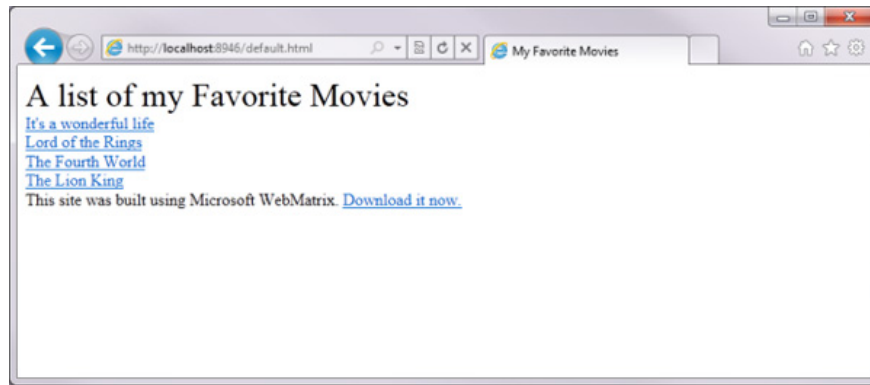 http://localhost:8946/default.html
My Favorite Movies
A list of my Favorite Movies
It's a wonderful life
Lord of the Rings
The Fourth World
The Lion King
This site was built using Microsoft WebMatrix. Download it now.